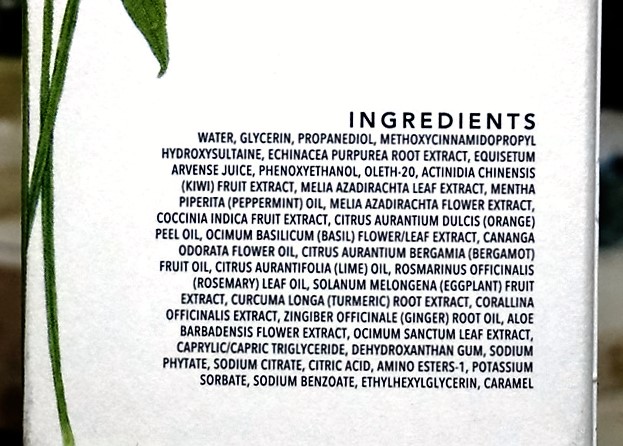 INGREDIENTS
WATER, GLYCERIN, PROPANEDIOL, METHOXYCINNAMIDOPROPYL
HYDROXYSULTAINE, ECHINACEA PURPUREA ROOT EXTRACT, EQUISETUM
ARVENSE JUICE, PHENOXYETHANOL, OLETH-20, ACTINIDIA CHINENSIS
(KIWI) FRUIT EXTRACT, MELIA AZADIRACHTA LEAF EXTRACT, MENTHA
PIPERITA (PEPPERMINT) OIL, MELIA AZADIRACHTA FLOWER EXTRACT,
COCCINIA INDICA FRUIT EXTRACT, CITRUS AURANTIUM DULCIS (ORANGE)
PEEL OIL, OCIMUM BASILICUM (BASIL) FLOWER/LEAF EXTRACT, CANANGA
ODORATA FLOWER OIL, CITRUS AURANTIUM BERGAMIA (BERGAMOT)
FRUIT OIL, CITRUS AURANTIFOLIA (LIME) OIL, ROSMARINUS OFFICINALIS
(ROSEMARY) LEAF OIL, SOLANUM MELONGENA (EGGPLANT) FRUIT
EXTRACT, CURCUMA LONGA (TURMERIC) ROOT EXTRACT, CORALLINA
OFFICINALIS EXTRACT, ZINGIBER OFFICINALE (GINGER) ROOT OIL, ALOE
BARBADENSIS FLOWER EXTRACT, OCIMUM SANCTUM LEAF EXTRACT,
CAPRYLIC/CAPRIC TRIGLYCERIDE, DEHYDROXANTHAN GUM, SODIUM
PHYTATE, SODIUM CITRATE, CITRIC ACID, AMINO ESTERS-1, POTASSIUM
SORBATE, SODIUM BENZOATE, ETHYLHEXYLGLYCERIN, CARAMEL